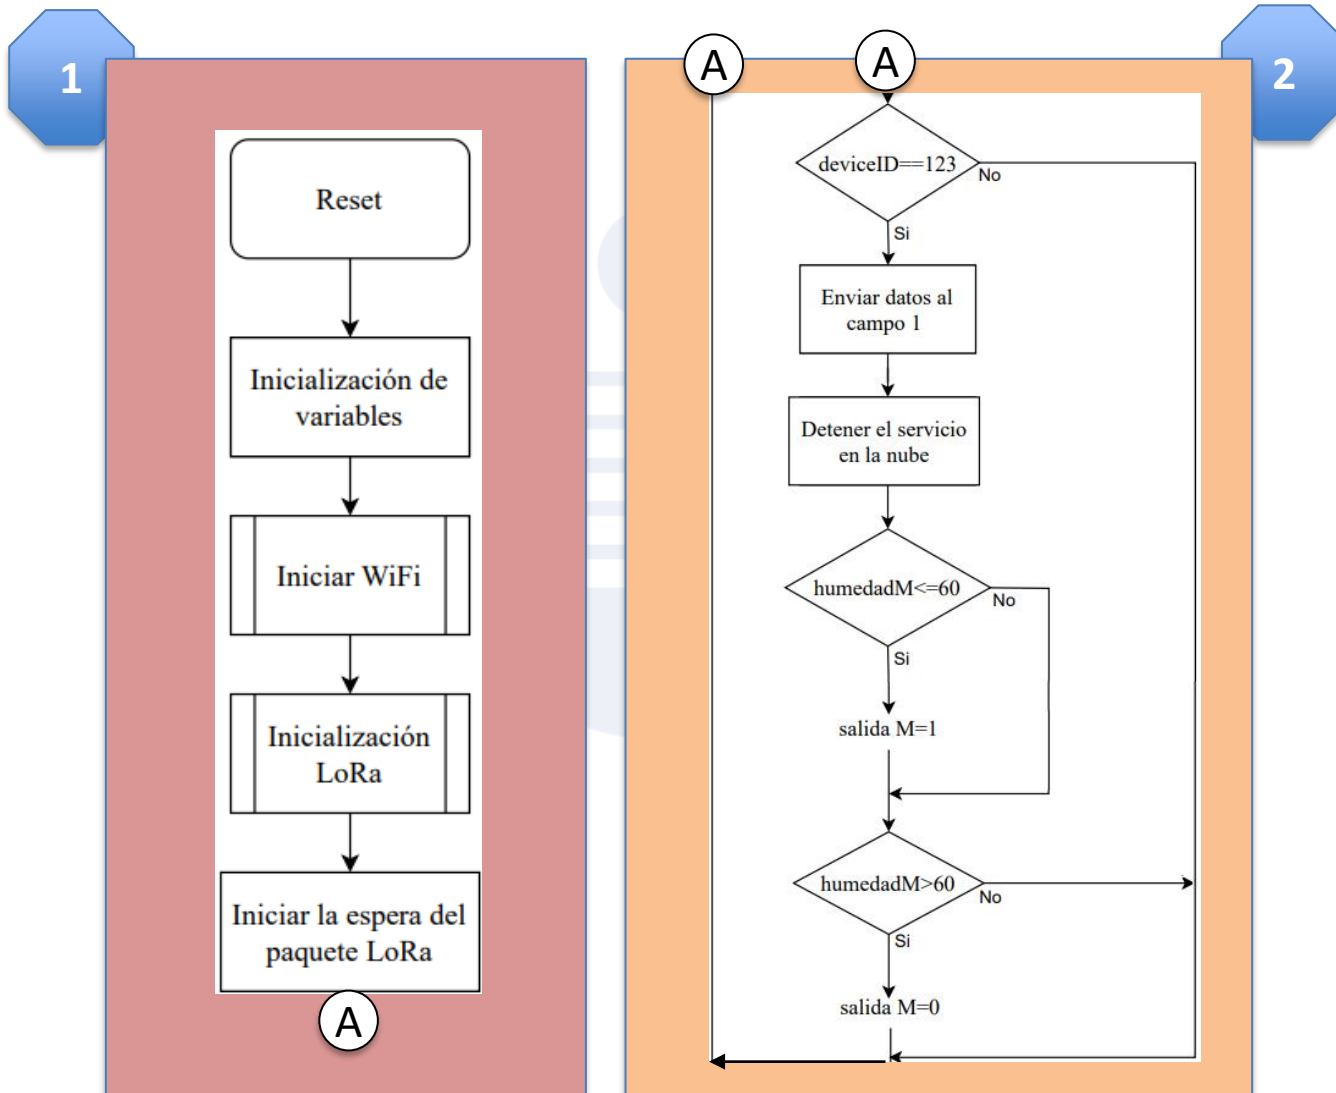 1
Reset
Inicialización de
variables
Iniciar WiFi
Inicialización
LoRa
Iniciar la espera del
paquete LoRa
A
2
A
A
deviceID==123
No
Si
Enviar datos al
campo 1
Detener el servicio
en la nube
humedadM<=60
No
Si
salida M=1
humedadM>60
No
Si
salida M=0